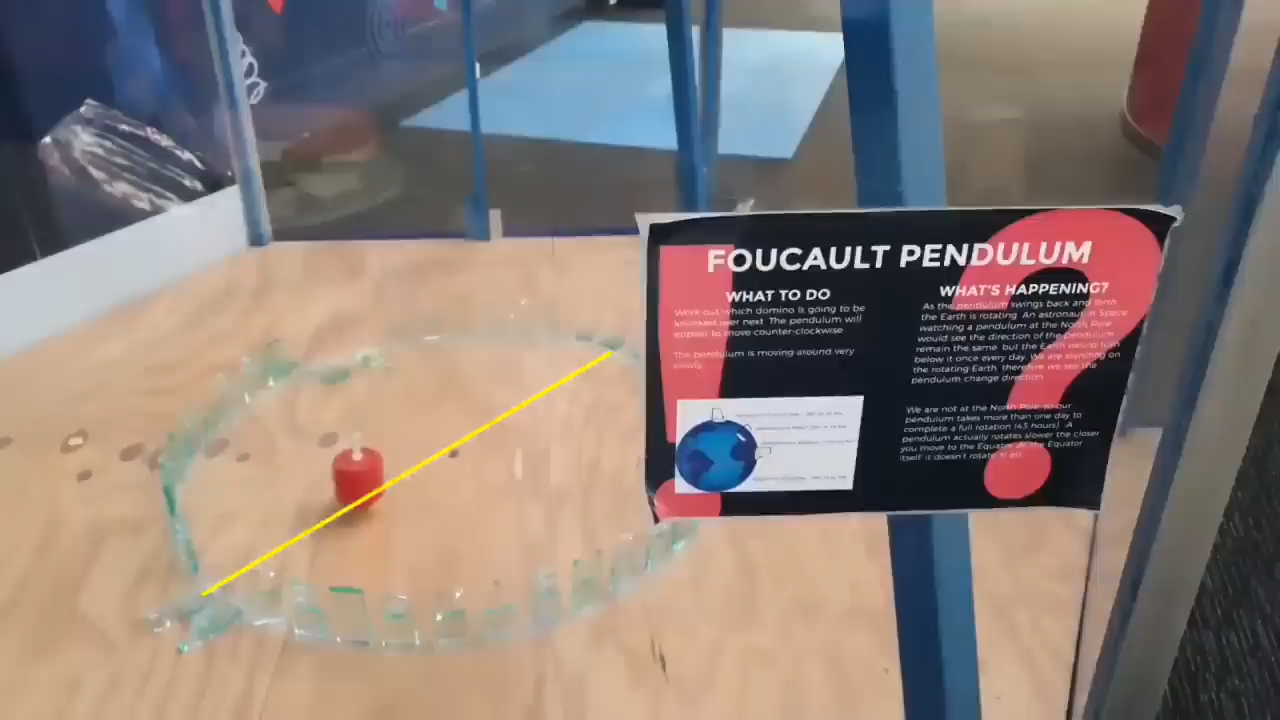 FOUCAULT PENDULUM
WHAT TO DO
Work out which domino is going to be
knocked over next. The pendulum will
appear to move counter-clockwise
The pendulum is moving around very
slowly.
WHAT'S HAPPENING?
As the pendulum swings back and forth
the Earth is rotating. An astronaut in Space
watching a pendulum at the North Pole
would see the direction of the pendulum
remain the same but the Earth would turn
below it once every day. We are standing on
the rotating Earth, therefore we see the
pendulum change direction.
We are not at the North Pole so our
pendulum takes more than one day to
complete a full rotation (43 hours). A
pendulum actually rotates slower the closer
you move to the Equator. At the Equator
itself it doesn't rotate at all.